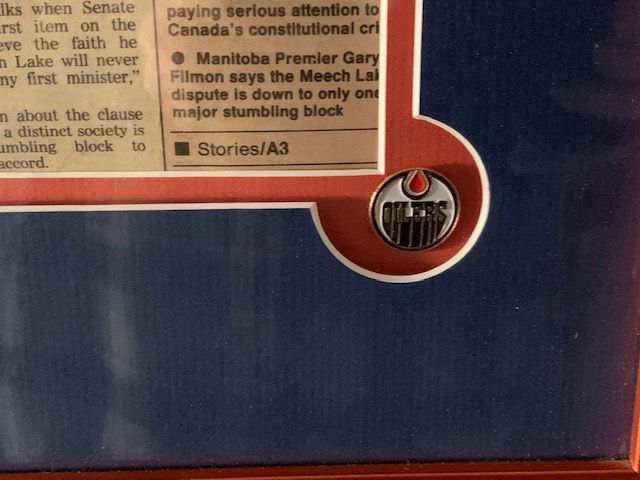 lks when Senate
rst item on the
eve the faith he
n Lake will never
ny first minister,"
n about the clause
a distinct society is
umbling block to
accord.
paying serious attention to
Canada's constitutional cri
● Manitoba Premier Gary
Filmon says the Meech Lak
dispute is down to only one
major stumbling block
■ Stories/A3
OILERS